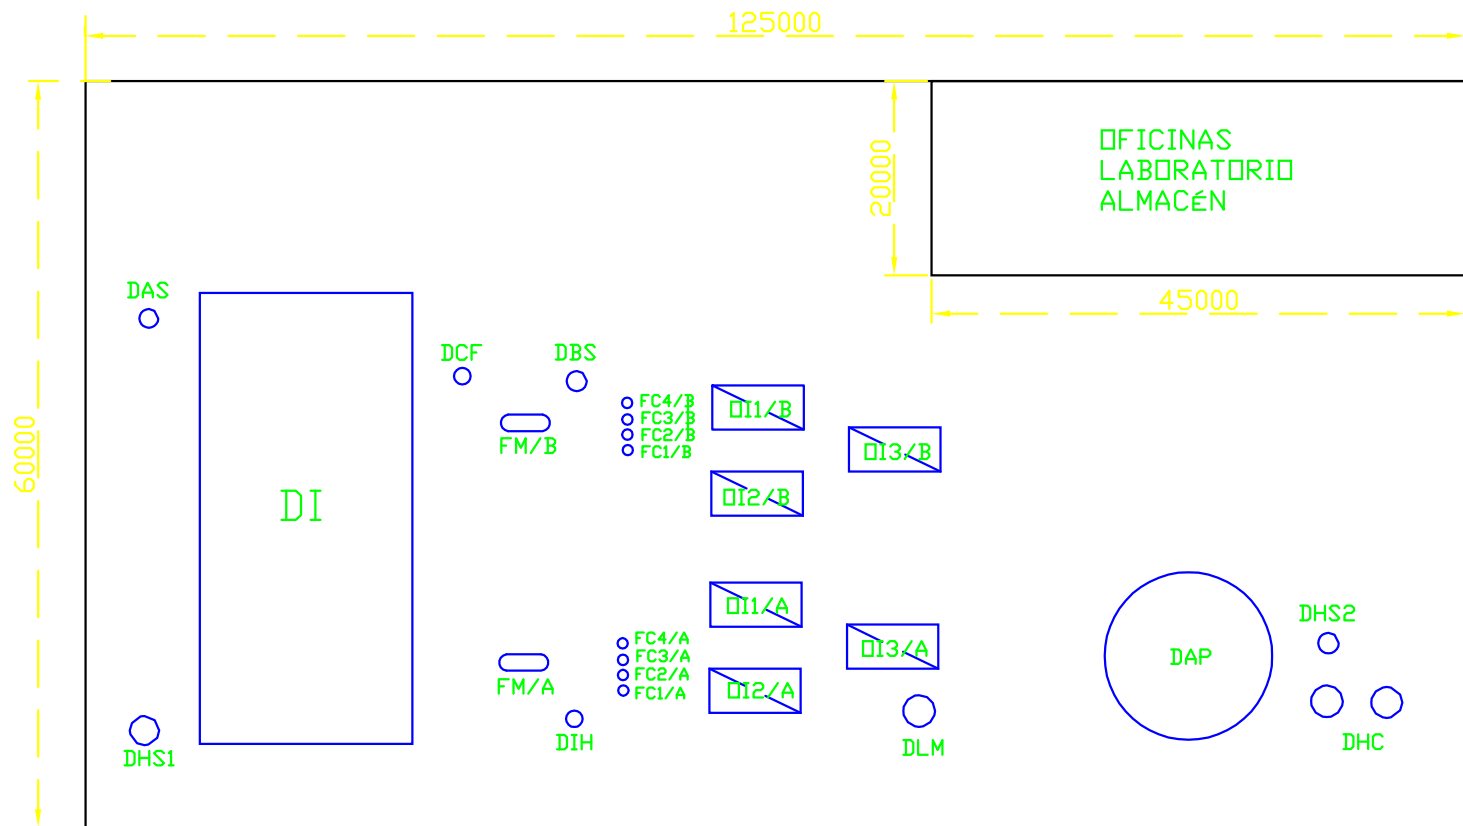 125000
OFICINAS
LABORATORIO
ALMACÉN
20000
DAS
45000
DCF
DBS
FC4/B
FC3/B
FC2/B
FC1/B
OI1/B
FM/B
OI3/B
60000
DI
OI2/B
OI1/A
DHS2
FC4/A
FC3/A
FC2/A
FC1/A
OI3/A
DAP
FM/A
OI2/A
DIH
DLM
DHC
DHS1